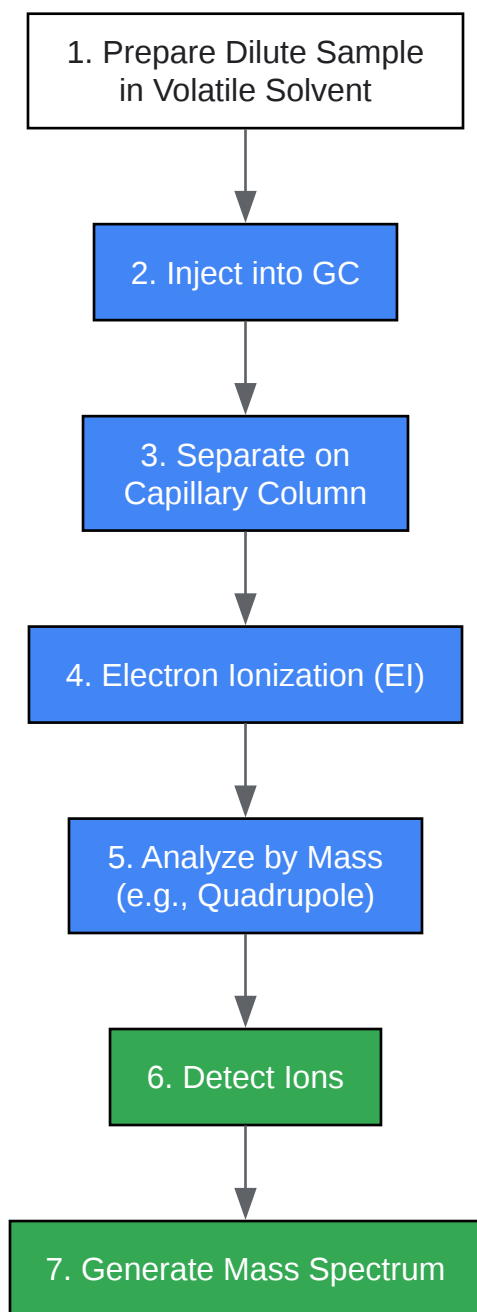 1. Prepare Dilute Sample
in Volatile Solvent
2. Inject into GC
3. Separate on
Capillary Column
4. Electron Ionization (EI)
5. Analyze by Mass
(e.g., Quadrupole)
6. Detect Ions
7. Generate Mass Spectrum